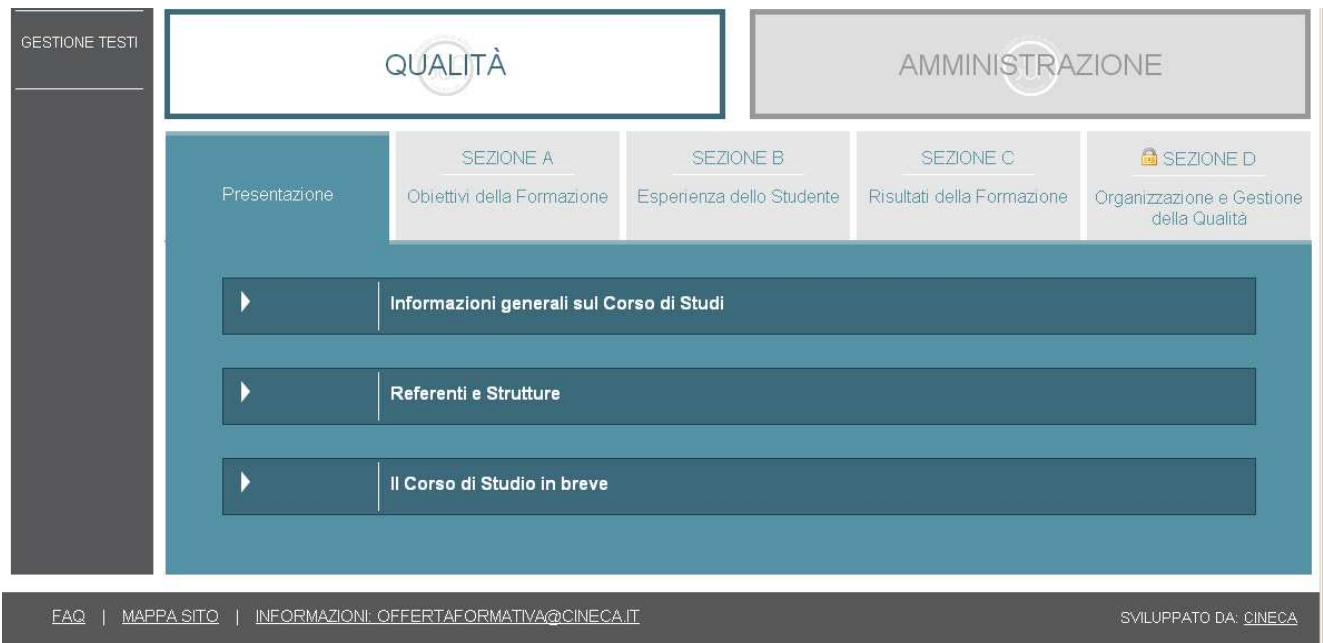 GESTIONE TESTI
QUALITÀ
AMMINISTRAZIONE
Presentazione
SEZIONE A
Obiettivi della Formazione
SEZIONE B
Esperienza dello Studente
SEZIONE C
Risultati della Formazione
SEZIONE D
Organizzazione e Gestione
della Qualità
Informazioni generali sul Corso di Studi
Referenti e Strutture
Il Corso di Studio in breve
FAQ | MAPPA SITO | INFORMAZIONI: OFFERTAFORMATIVA@CINECA.IT
SVILUPPATO DA: CINECA